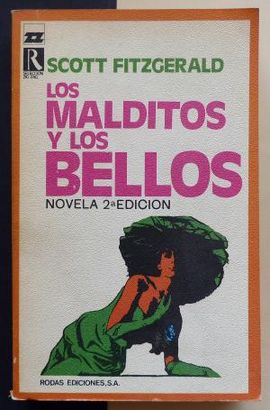 R
SCOTT FITZGERALD
LOS
MALDITOS
Y LOS
BELLOS
NOVELA 2ª EDICION
RODAS EDICIONES, S.A.